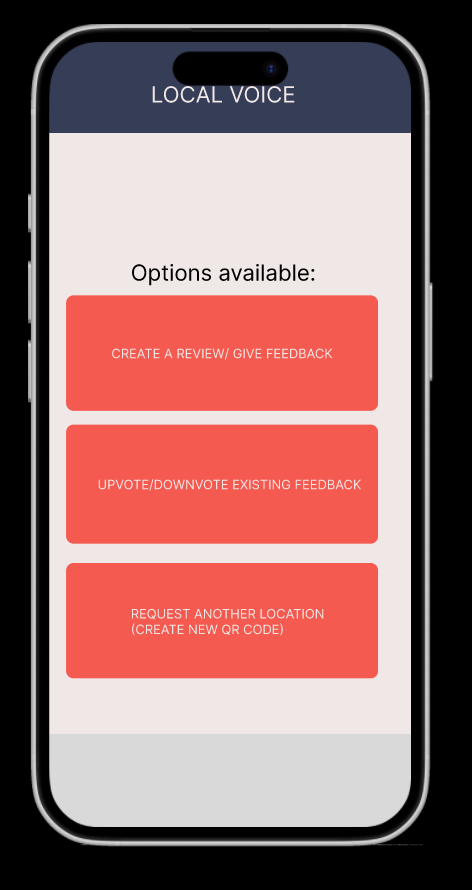 LOCAL VOICE
Options available:
CREATE A REVIEW/ GIVE FEEDBACK
UPVOTE/DOWNVOTE EXISTING FEEDBACK
REQUEST ANOTHER LOCATION
(CREATE NEW QR CODE)